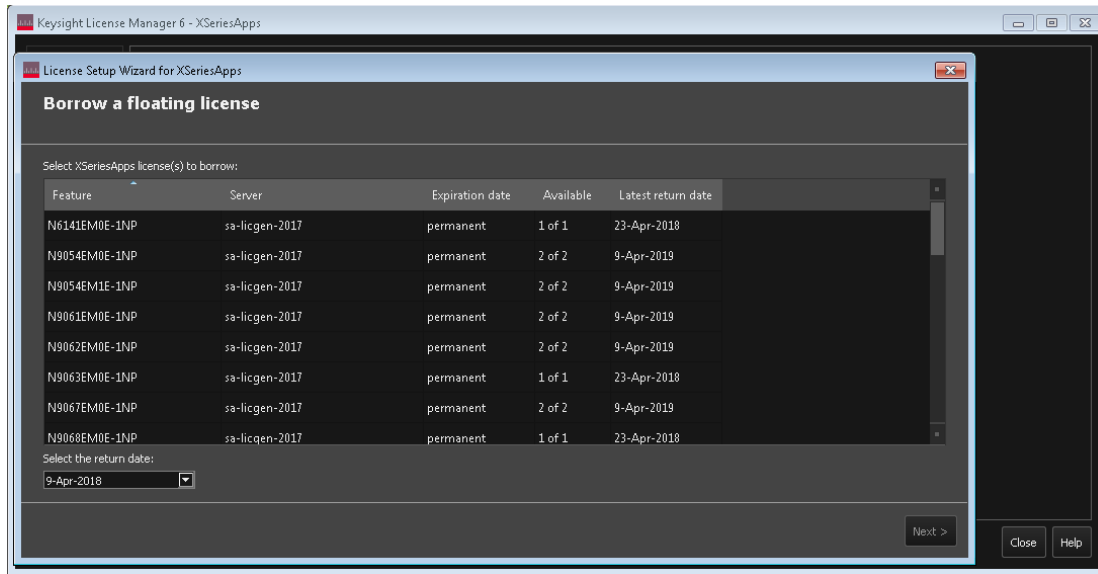 Keysight License Manager 6 - XSeriesApps
License Setup Wizard for XSeriesApps
Borrow a floating license
Select XSeriesApps license(s) to borrow:
Feature Server Expiration date Available Latest return date
N6141EM0E-1NP sa-licgen-2017 permanent 1 of 1 23-Apr-2018
N9054EM0E-1NP sa-licgen-2017 permanent 2 of 2 9-Apr-2019
N9054EM1E-1NP sa-licgen-2017 permanent 2 of 2 9-Apr-2019
N9061EM0E-1NP sa-licgen-2017 permanent 2 of 2 9-Apr-2019
N9062EM0E-1NP sa-licgen-2017 permanent 2 of 2 9-Apr-2019
N9063EM0E-1NP sa-licgen-2017 permanent 1 of 1 23-Apr-2018
N9067EM0E-1NP sa-licgen-2017 permanent 2 of 2 9-Apr-2019
N9068EM0E-1NP sa-licgen-2017 permanent 1 of 1 23-Apr-2018
Select the return date:
9-Apr-2018
Next >
Close Help